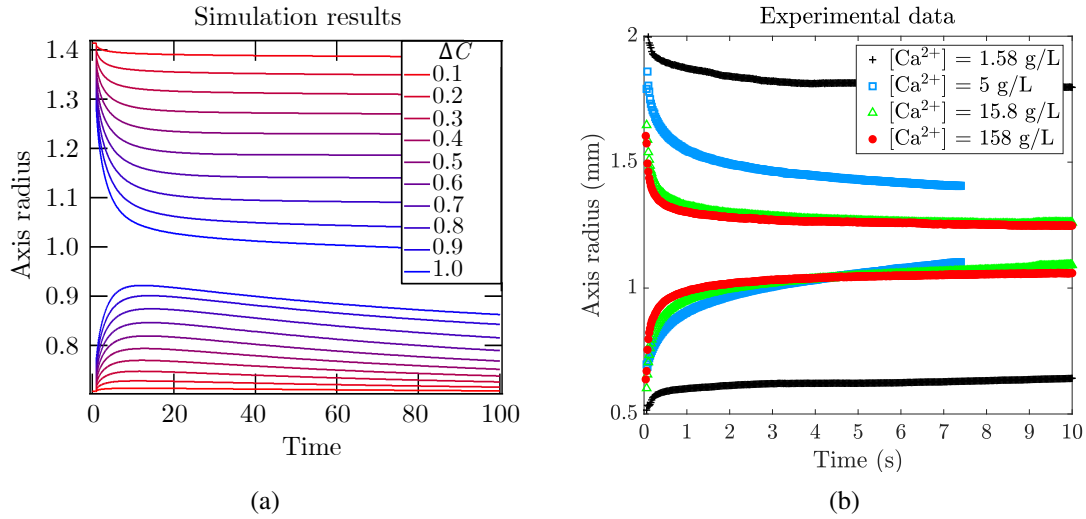 Simulation results
ΔC
0.1
0.2
0.3
0.4
0.5
0.6
0.7
0.8
0.9
1.0
Axis radius
1.4
1.3
1.2
1.1
1.0
0.9
0.8
0
20
40
60
80
100
Time
(a)
Experimental data
[Ca²⁺] = 1.58 g/L
[Ca²⁺] = 5 g/L
[Ca²⁺] = 15.8 g/L
[Ca²⁺] = 158 g/L
Axis radius (mm)
2
1.5
1
0.5
0
1
2
3
4
5
6
7
8
9
10
Time (s)
(b)